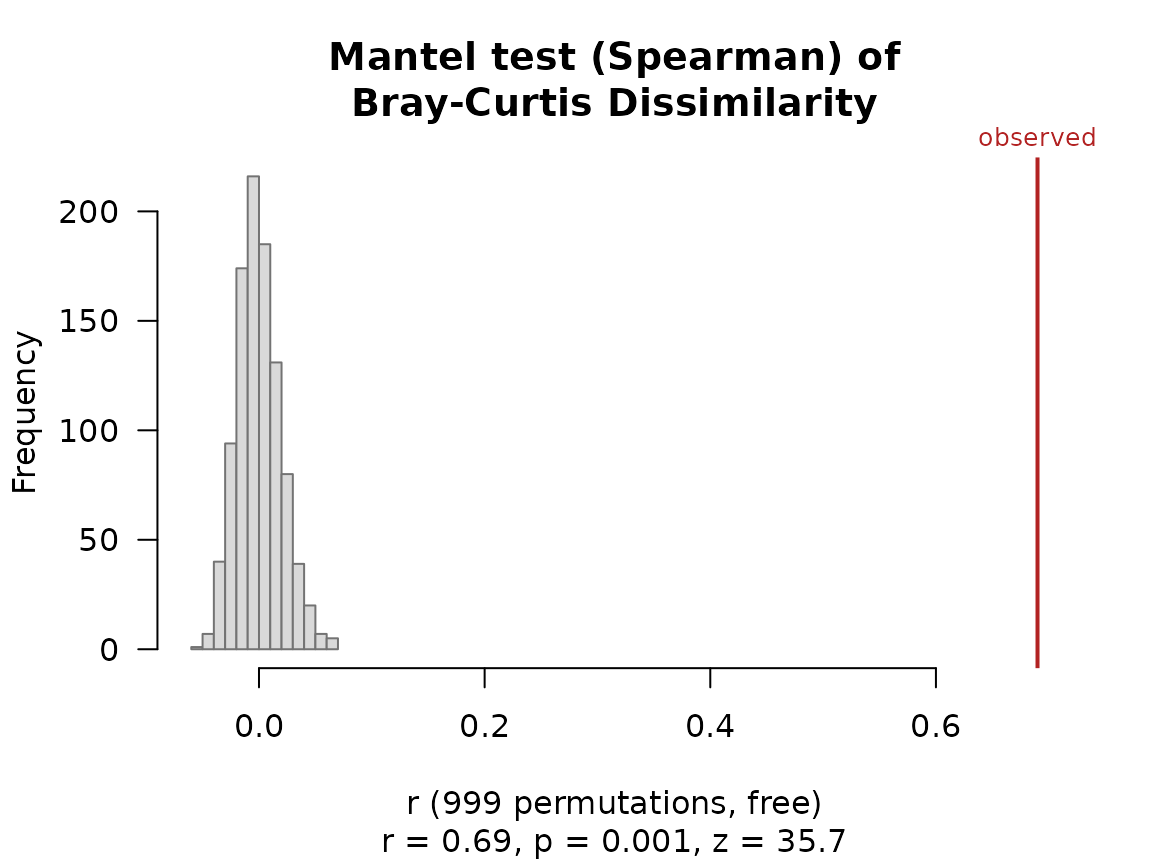 Mantel test (Spearman) of
Bray-Curtis Dissimilarity
observed
Frequency
200
150
100
50
0
0.0 0.2 0.4 0.6
r (999 permutations, free)
r = 0.69, p = 0.001, z = 35.7